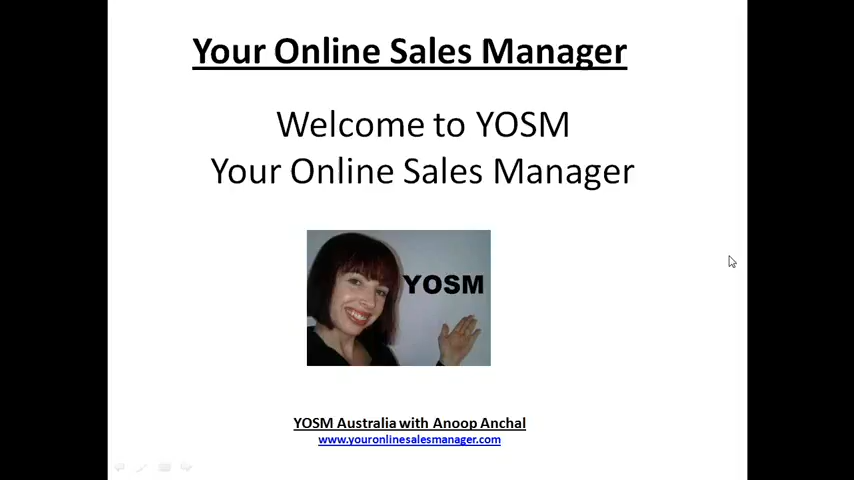 Your Online Sales Manager
Welcome to YOSM
Your Online Sales Manager
YOSM
YOSM Australia with Anoop Anchal
www.youronlinesalesmanager.com